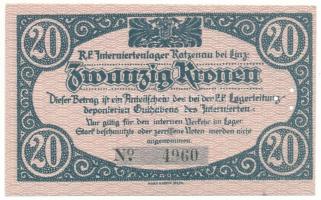 20 20
K.K. Interniertenlager Katzenau bei Linz.
Zwanzig Kronen
Dieser Betrag ist ein Anteilschein des bei der K.K. Lagerleitung
deponierten Guthabens des Internierten.
Nur gültig für den internen Verkehr im Lager.
Stark beschmutzte oder zerrissene Noten werden nicht
angenommen.
20 No. 4960 20